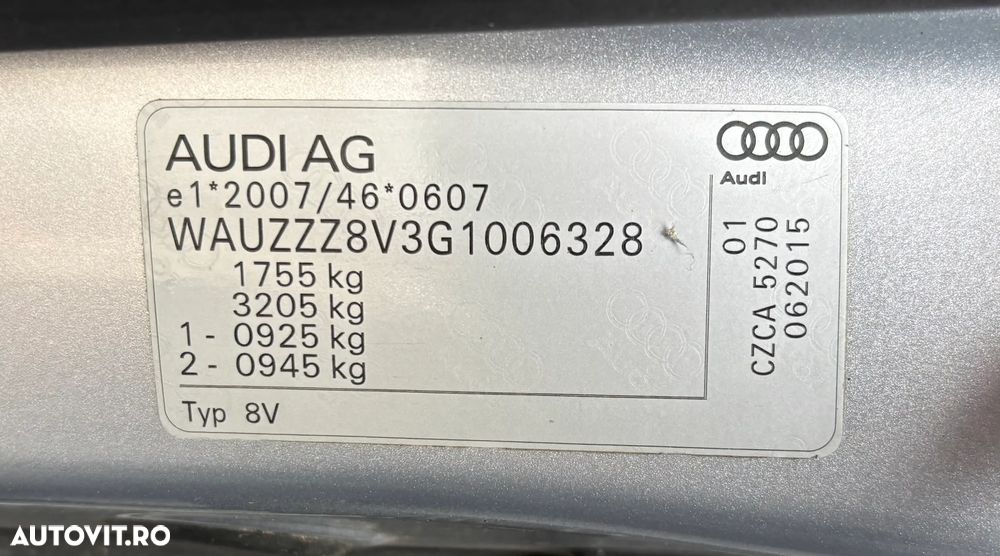 AUDI AG
e1*2007/46*0607
WAUZZZ8V3G1006328
1755 kg
3205 kg
1 - 0925 kg
2 - 0945 kg
Typ 8V
Audi
01
CZCA 5270
062015
AUTOVIT.RO